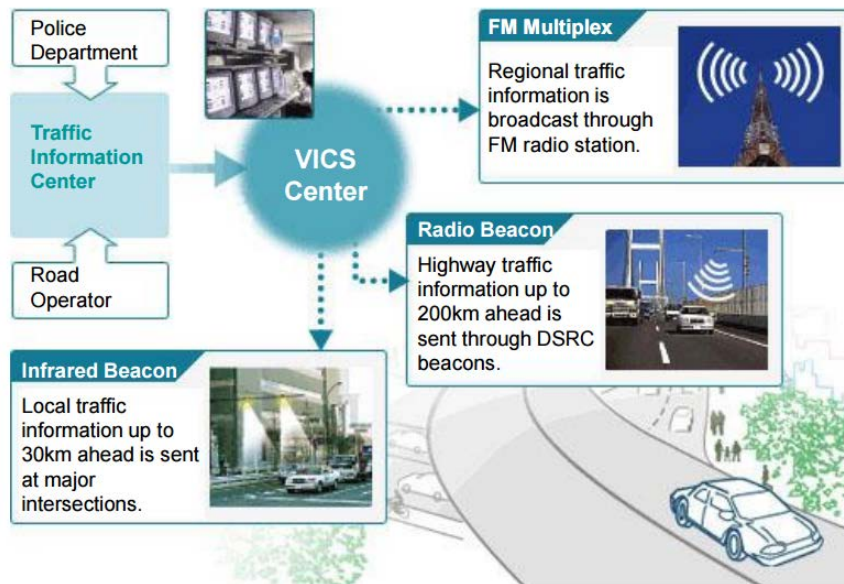 Police
Department
Traffic
Information
Center
Road
Operator
VICS
Center
FM Multiplex
Regional traffic
information is
broadcast through
FM radio station.
Radio Beacon
Highway traffic
information up to
200km ahead is
sent through DSRC
beacons.
Infrared Beacon
Local traffic
information up to
30km ahead is sent
at major
intersections.